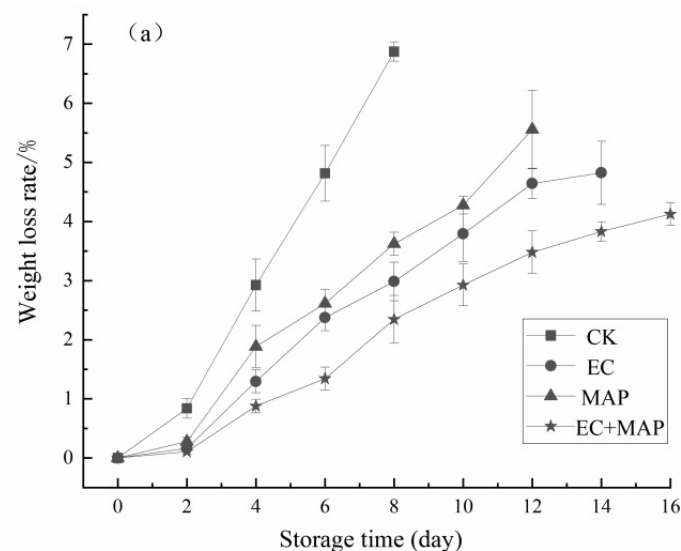 (a)
Weight loss rate/%
7
6
5
4
3
2
1
0
CK
EC
MAP
EC+MAP
0 2 4 6 8 10 12 14 16
Storage time (day)